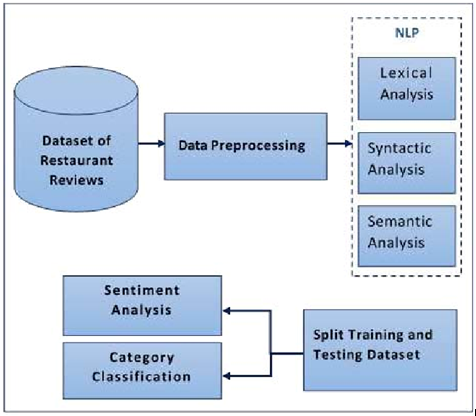 NLP
Dataset of
Restaurant
Reviews
Data Preprocessing
Lexical
Analysis
Syntactic
Analysis
Semantic
Analysis
Sentiment
Analysis
Category
Classification
Split Training and
Testing Dataset